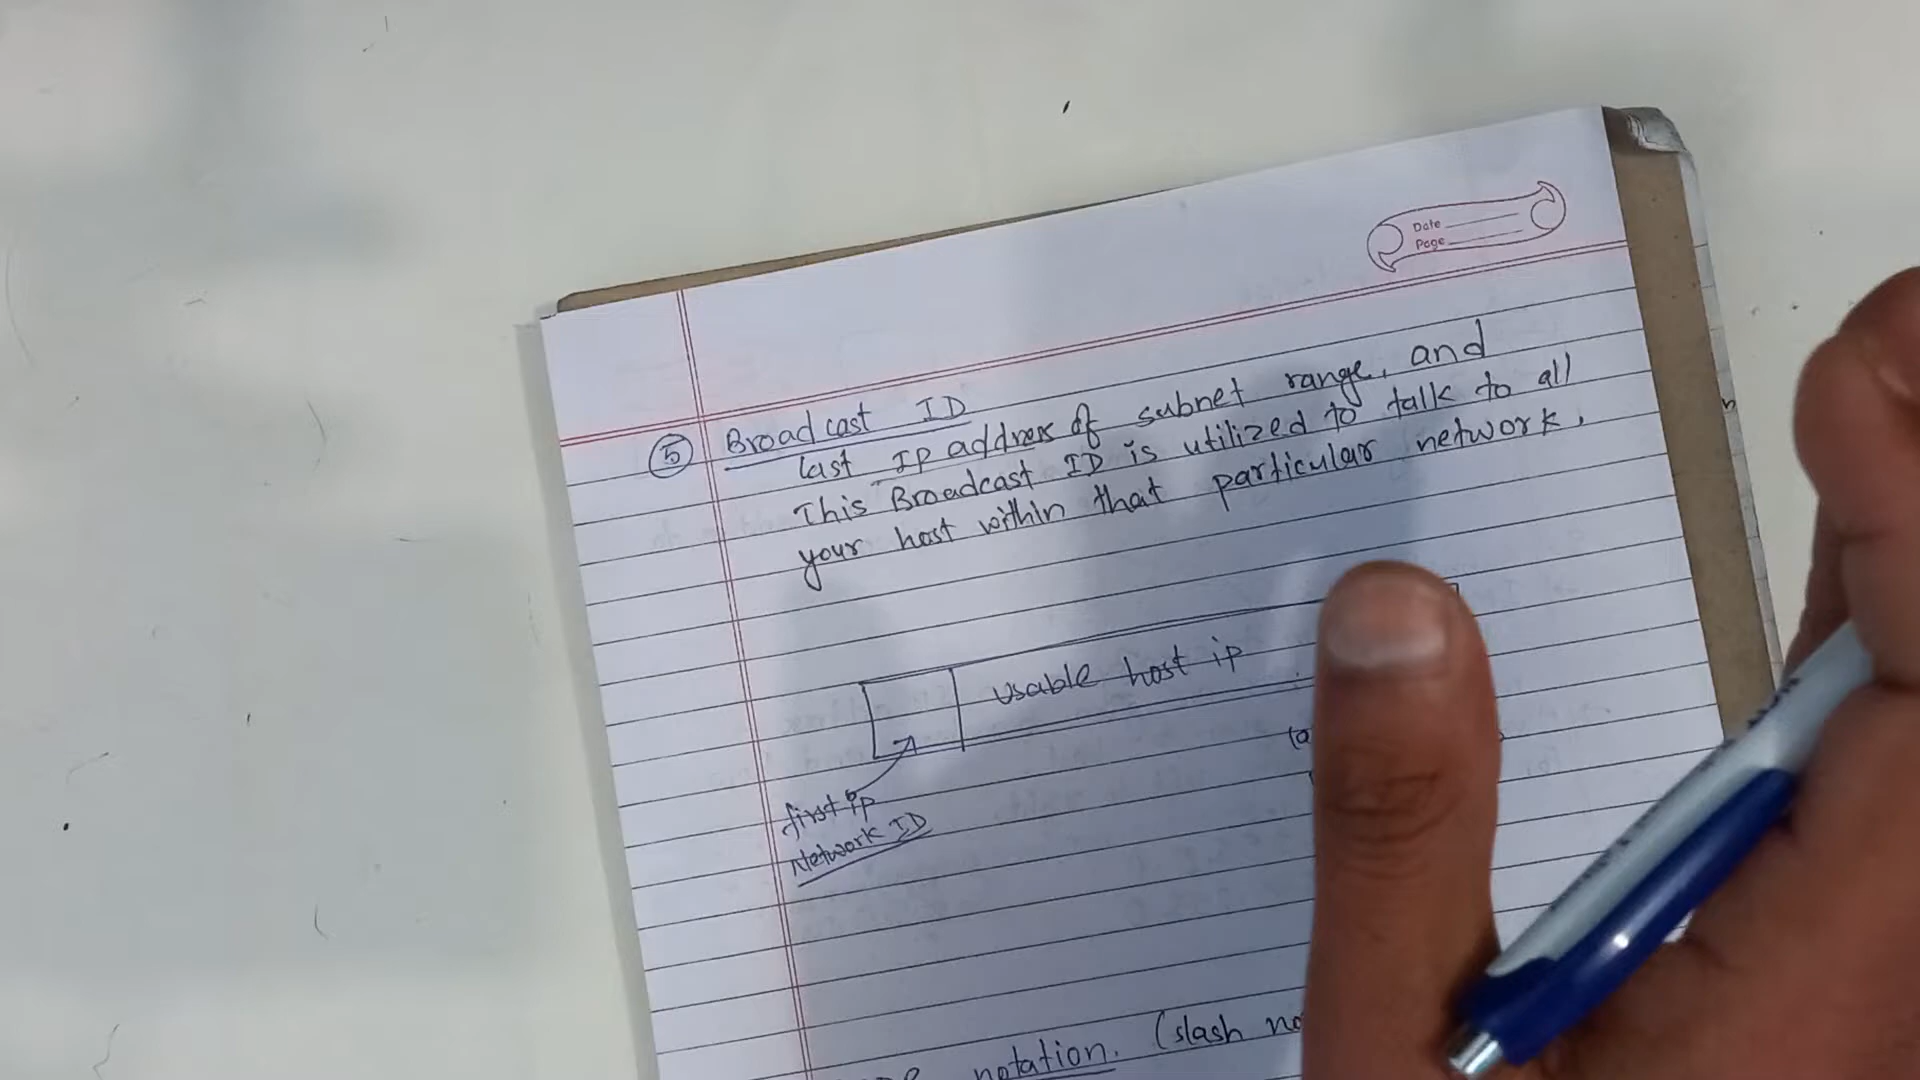 Date
Page
⑤ Broadcast ID
last IP address of subnet range, and
This Broadcast ID is utilized to talk to all
your host within that particular network.
usable host ip
first ip
Network ID
notation. (slash